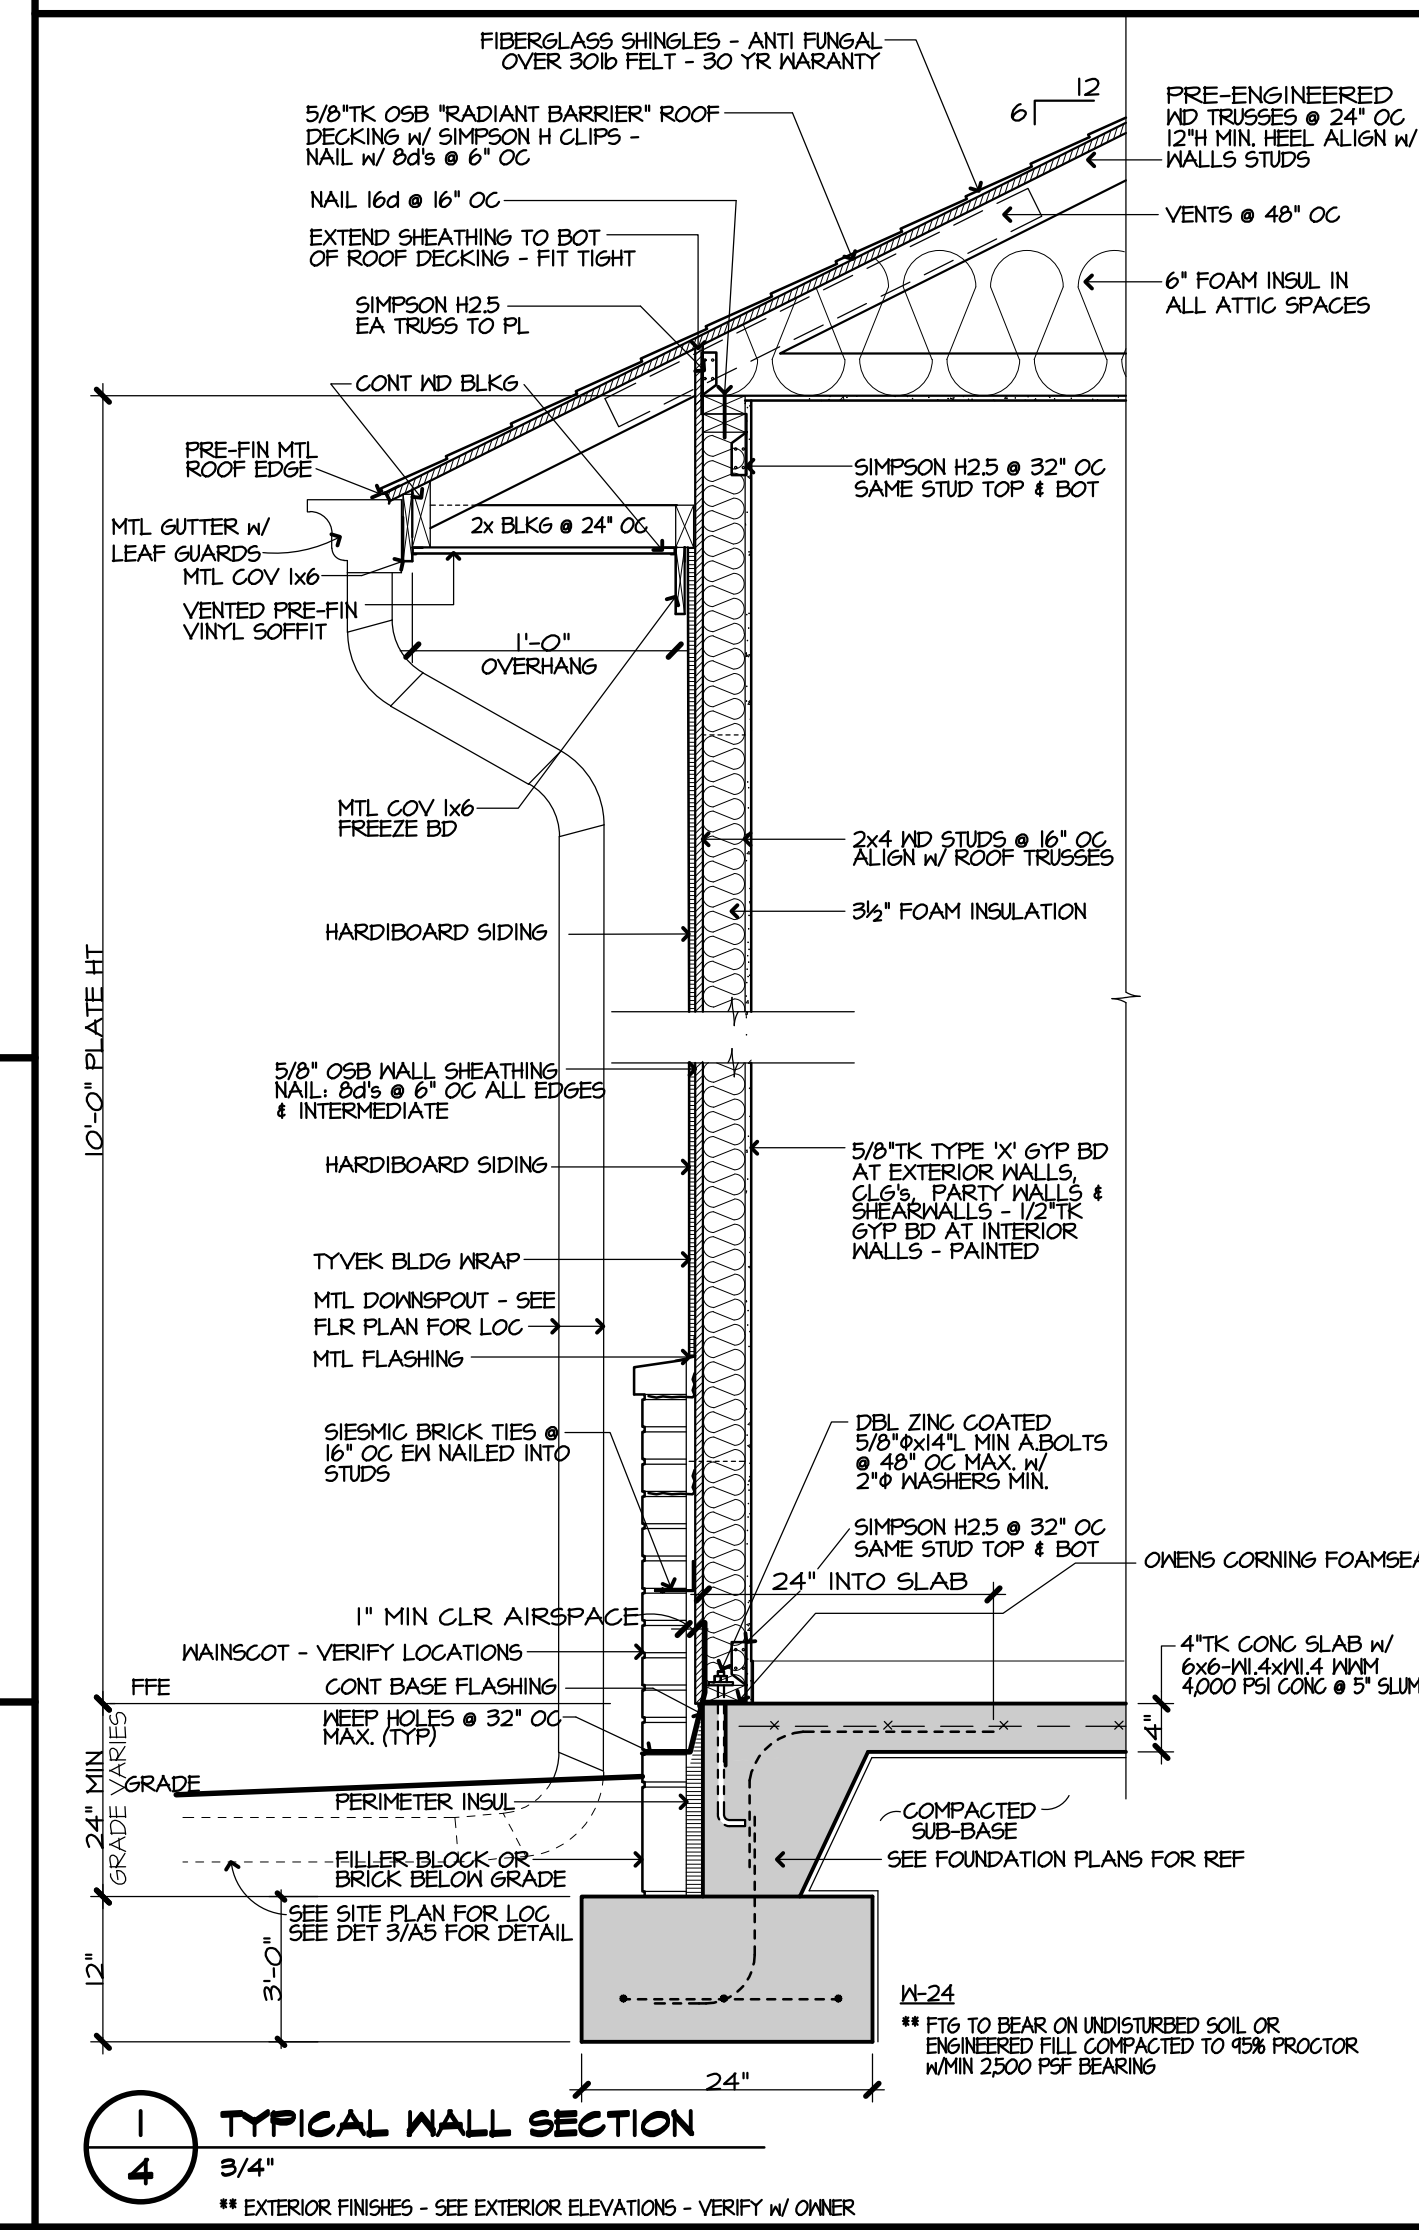 FIBERGLASS SHINGLES - ANTI FUNGAL
OVER 30lb FELT - 30 YR WARANTY
12
6
PRE-ENGINEERED
WD TRUSSES @ 24" OC
12"H MIN. HEEL ALIGN w/
WALLS STUDS
5/8"TK OSB "RADIANT BARRIER" ROOF
DECKING w/ SIMPSON H CLIPS -
NAIL w/ 8d's @ 6" OC
NAIL 16d @ 16" OC
VENTS @ 48" OC
EXTEND SHEATHING TO BOT
OF ROOF DECKING - FIT TIGHT
6" FOAM INSUL IN
ALL ATTIC SPACES
SIMPSON H2.5
EA TRUSS TO PL
CONT WD BLKG
PRE-FIN MTL
ROOF EDGE
SIMPSON H2.5 @ 32" OC
SAME STUD TOP & BOT
MTL GUTTER w/
LEAF GUARDS
2x BLKG @ 24" OC
MTL COV 1x6
VENTED PRE-FIN
VINYL SOFFIT
1'-0"
OVERHANG
MTL COV 1x6
FREEZE BD
2x4 WD STUDS @ 16" OC
ALIGN w/ ROOF TRUSSES
3½" FOAM INSULATION
HARDIBOARD SIDING
10'-0" PLATE HT
5/8" OSB WALL SHEATHING
NAIL: 8d's @ 6" OC ALL EDGES
& INTERMEDIATE
HARDIBOARD SIDING
5/8"TK TYPE 'X' GYP BD
AT EXTERIOR WALLS,
CLG's, PARTY WALLS &
SHEARWALLS - 1/2"TK
GYP BD AT INTERIOR
WALLS - PAINTED
TYVEK BLDG WRAP
MTL DOWNSPOUT - SEE
FLR PLAN FOR LOC
MTL FLASHING
SIESMIC BRICK TIES @
16" OC EW NAILED INTO
STUDS
DBL ZINC COATED
5/8"Φx14"L MIN A.BOLTS
@ 48" OC MAX. w/
2"Φ WASHERS MIN.
SIMPSON H2.5 @ 32" OC
SAME STUD TOP & BOT
OWENS CORNING FOAMSEA
24" INTO SLAB
1" MIN CLR AIRSPACE
WAINSCOT - VERIFY LOCATIONS
4"TK CONC SLAB w/
6x6-W1.4xW1.4 WWM
4,000 PSI CONC @ 5" SLUM
FFE
CONT BASE FLASHING
WEEP HOLES @ 32" OC
MAX. (TYP)
4"
24" MIN
GRADE VARIES
GRADE
PERIMETER INSUL
COMPACTED
SUB-BASE
FILLER BLOCK OR
BRICK BELOW GRADE
SEE FOUNDATION PLANS FOR REF
SEE SITE PLAN FOR LOC
SEE DET 3/A5 FOR DETAIL
12"
3'-0"
W-24
** FTG TO BEAR ON UNDISTURBED SOIL OR
ENGINEERED FILL COMPACTED TO 95% PROCTOR
w/MIN 2,500 PSF BEARING
24"
1
4
TYPICAL WALL SECTION
3/4"
** EXTERIOR FINISHES - SEE EXTERIOR ELEVATIONS - VERIFY w/ OWNER